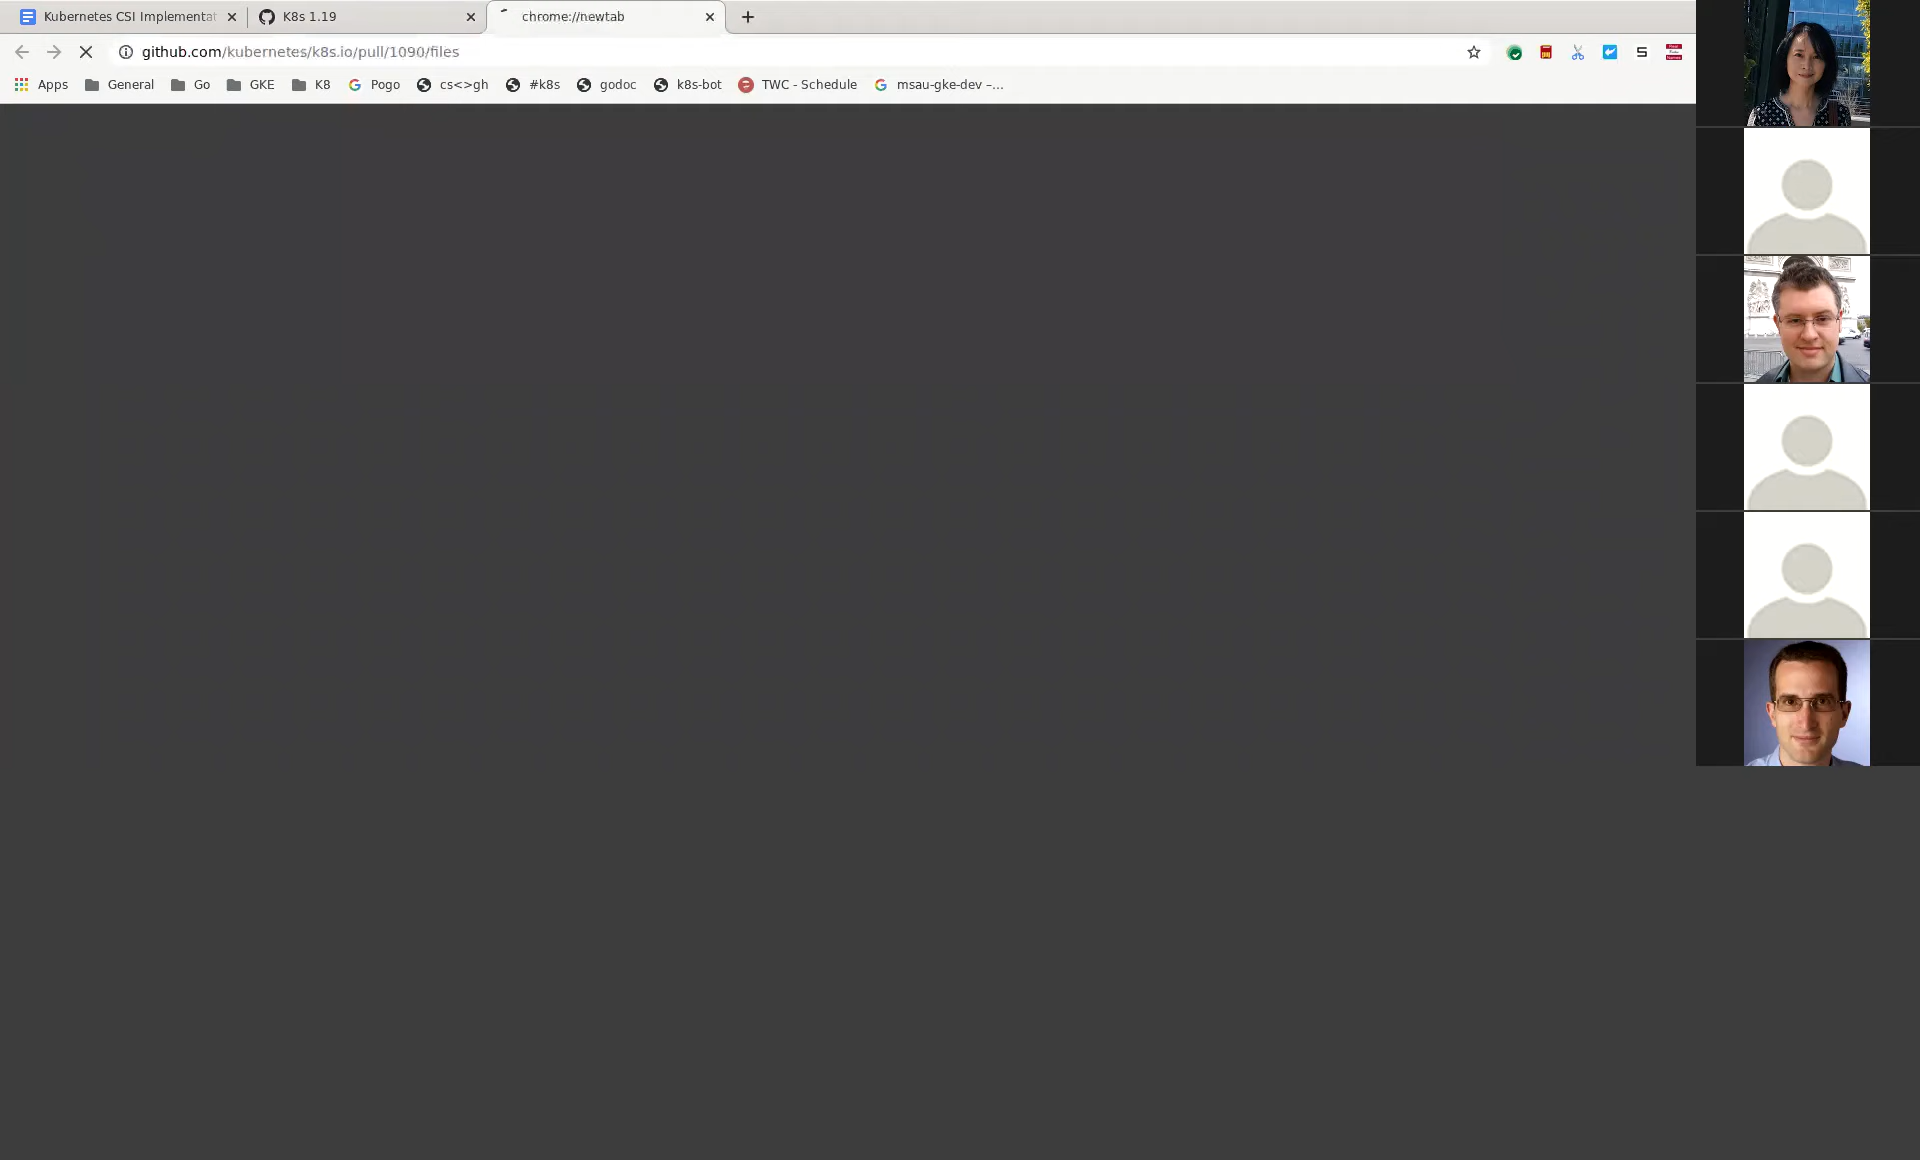 Kubernetes CSI Implementat
K8s 1.19
chrome://newtab
github.com/kubernetes/k8s.io/pull/1090/files
Apps General Go GKE K8 Pogo cs<>gh #k8s godoc k8s-bot TWC - Schedule msau-gke-dev –...